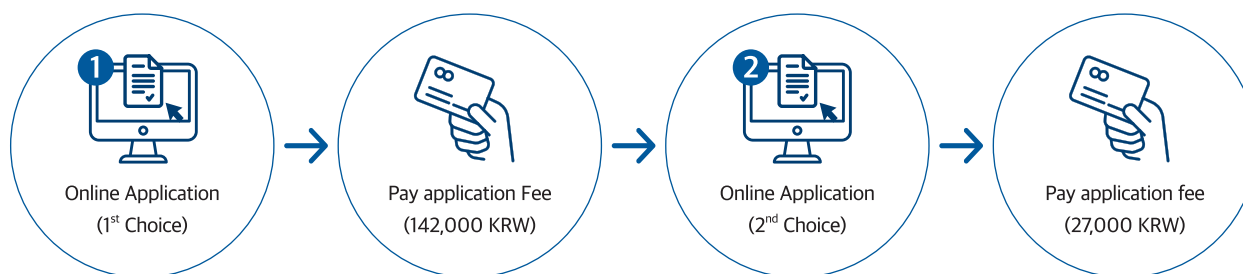 1
Online Application
(1st Choice)
Pay application Fee
(142,000 KRW)
2
Online Application
(2nd Choice)
Pay application fee
(27,000 KRW)